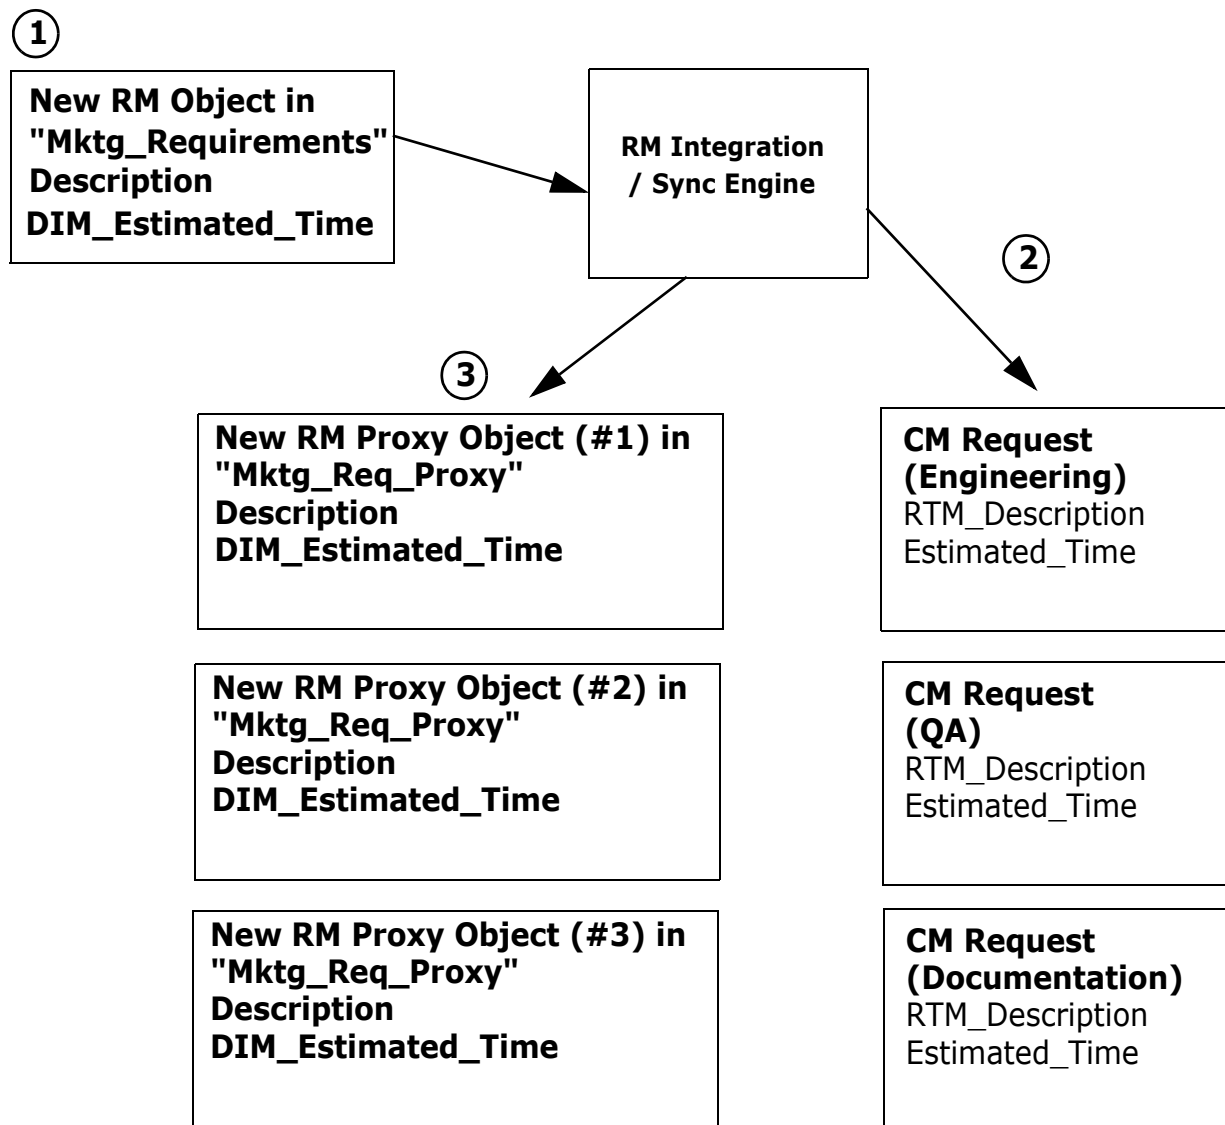 1
New RM Object in
"Mktg_Requirements"
Description
DIM_Estimated_Time
RM Integration
/ Sync Engine
2
3
New RM Proxy Object (#1) in
"Mktg_Req_Proxy"
Description
DIM_Estimated_Time
CM Request
(Engineering)
RTM_Description
Estimated_Time
New RM Proxy Object (#2) in
"Mktg_Req_Proxy"
Description
DIM_Estimated_Time
CM Request
(QA)
RTM_Description
Estimated_Time
New RM Proxy Object (#3) in
"Mktg_Req_Proxy"
Description
DIM_Estimated_Time
CM Request
(Documentation)
RTM_Description
Estimated_Time